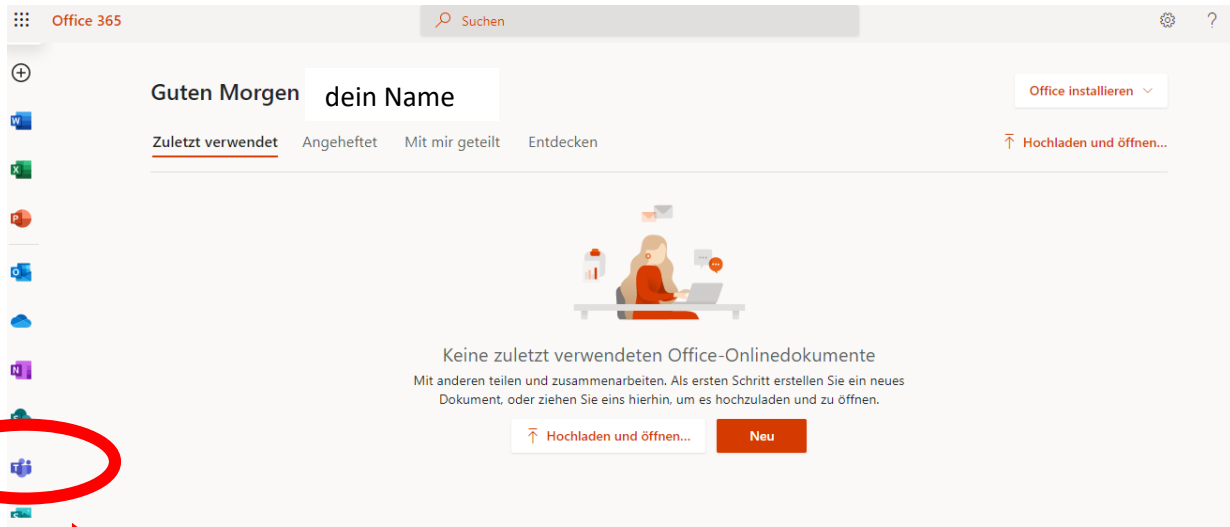 Office 365
Suchen
?
Guten Morgen dein Name
Office installieren
Zuletzt verwendet Angeheftet Mit mir geteilt Entdecken
Hochladen und öffnen...
W
X
P
O
N
S
T
S
Keine zuletzt verwendeten Office-Onlinedokumente
Mit anderen teilen und zusammenarbeiten. Als ersten Schritt erstellen Sie ein neues
Dokument, oder ziehen Sie eins hierhin, um es hochzuladen und zu öffnen.
Hochladen und öffnen... Neu